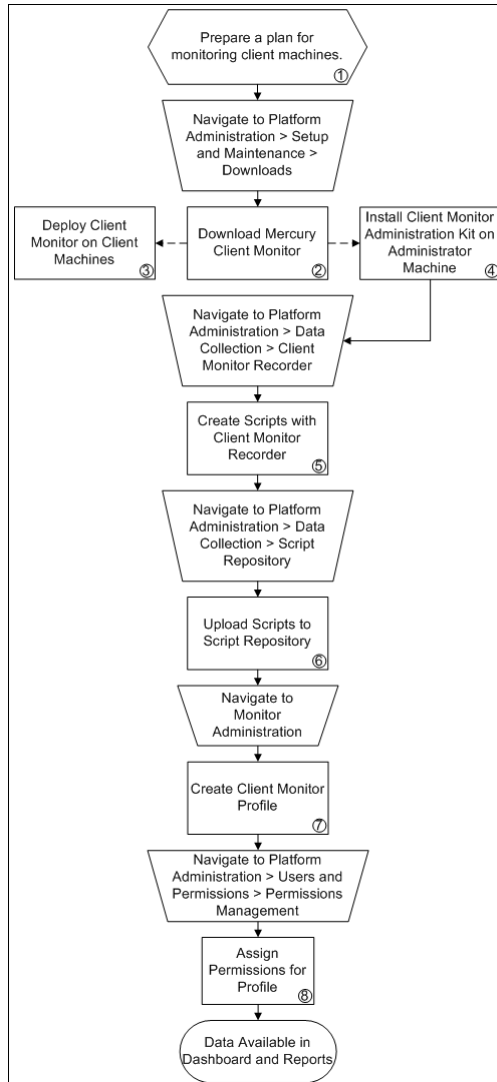 Prepare a plan for
monitoring client machines.
①
Navigate to Platform
Administration > Setup
and Maintenance >
Downloads
Deploy Client
Monitor on Client
Machines
③
Download Mercury
Client Monitor
②
Install Client Monitor
Administration Kit on
Administrator
Machine
④
Navigate to Platform
Administration > Data
Collection > Client
Monitor Recorder
Create Scripts with
Client Monitor
Recorder
⑤
Navigate to Platform
Administration > Data
Collection > Script
Repository
Upload Scripts to
Script Repository
⑥
Navigate to
Monitor
Administration
Create Client Monitor
Profile
⑦
Navigate to Platform
Administration > Users and
Permissions > Permissions
Management
Assign
Permissions for
Profile
⑧
Data Available in
Dashboard and Reports